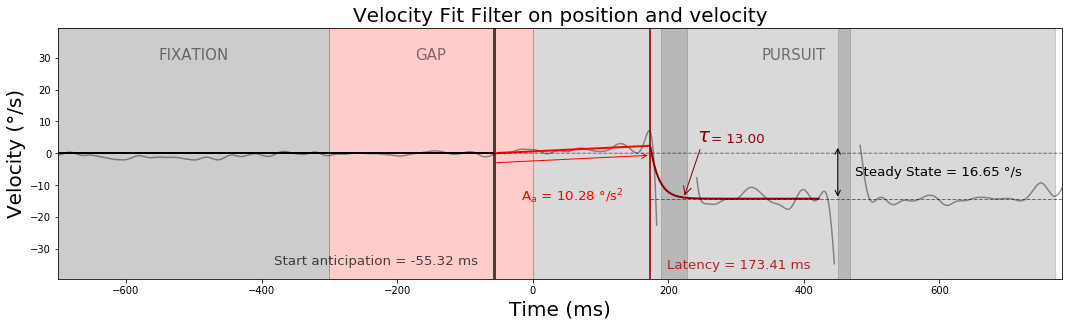 Velocity Fit Filter on position and velocity
FIXATION
GAP
PURSUIT
τ = 13.00
Steady State = 16.65 °/s
Aₐ = 10.28 °/s²
Start anticipation = -55.32 ms
Latency = 173.41 ms
Velocity (°/s)
30
20
10
0
−10
−20
−30
−600
−400
−200
0
200
400
600
Time (ms)